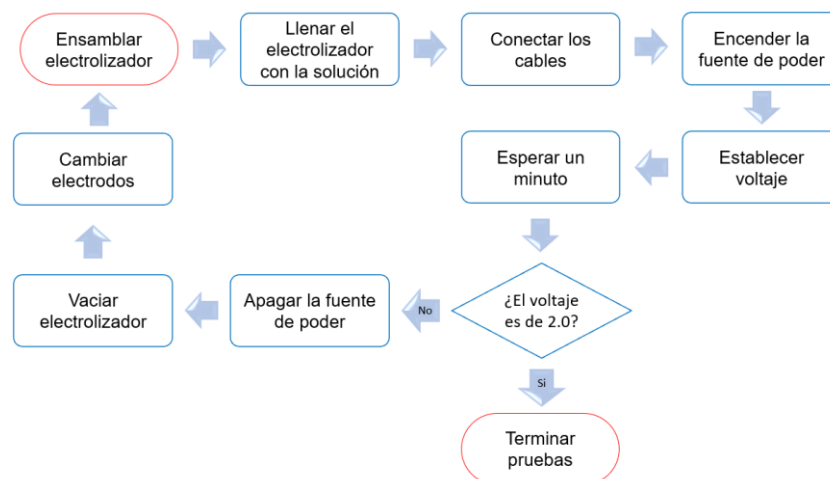 Ensamblar
electrolizador
Llenar el
electrolizador
con la solución
Conectar los
cables
Encender la
fuente de poder
Establecer
voltaje
Esperar un
minuto
¿El voltaje
es de 2.0?
No
Apagar la fuente
de poder
Vaciar
electrolizador
Cambiar
electrodos
Si
Terminar
pruebas